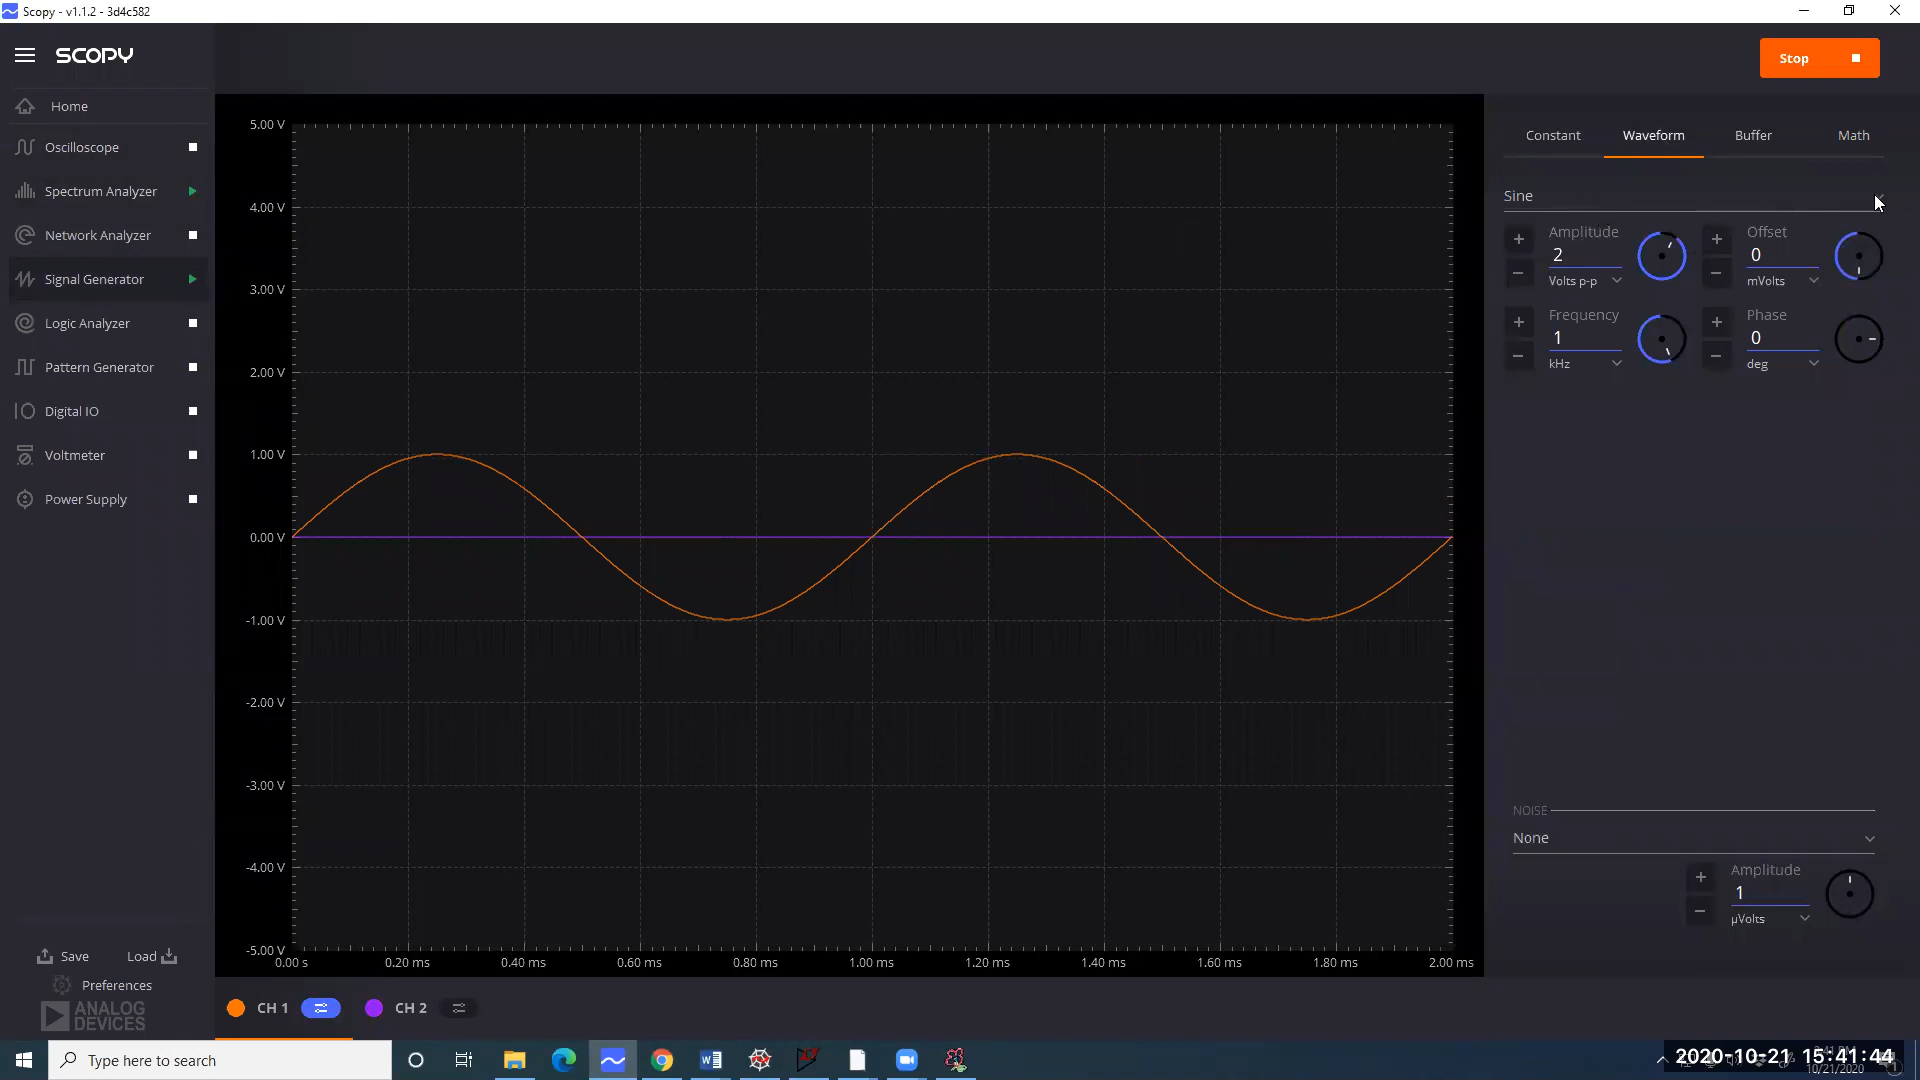 Scopy - v1.1.2 - 3d4c582
SCOPY
Stop
Home
Oscilloscope
Spectrum Analyzer
Network Analyzer
Signal Generator
Logic Analyzer
Pattern Generator
Digital IO
Voltmeter
Power Supply
Save Load
Preferences
ANALOG
DEVICES
5.00 V
4.00 V
3.00 V
2.00 V
1.00 V
0.00 V
-1.00 V
-2.00 V
-3.00 V
-4.00 V
-5.00 V
0.00 s 0.20 ms 0.40 ms 0.60 ms 0.80 ms 1.00 ms 1.20 ms 1.40 ms 1.60 ms 1.80 ms 2.00 ms
CH 1 CH 2
Constant Waveform Buffer Math
Sine
Amplitude Offset
2 0
Volts p-p mVolts
Frequency Phase
1 0
kHz deg
NOISE
None
Amplitude
1
µVolts
Type here to search
2020-10-21 15:41:44
10/21/2020